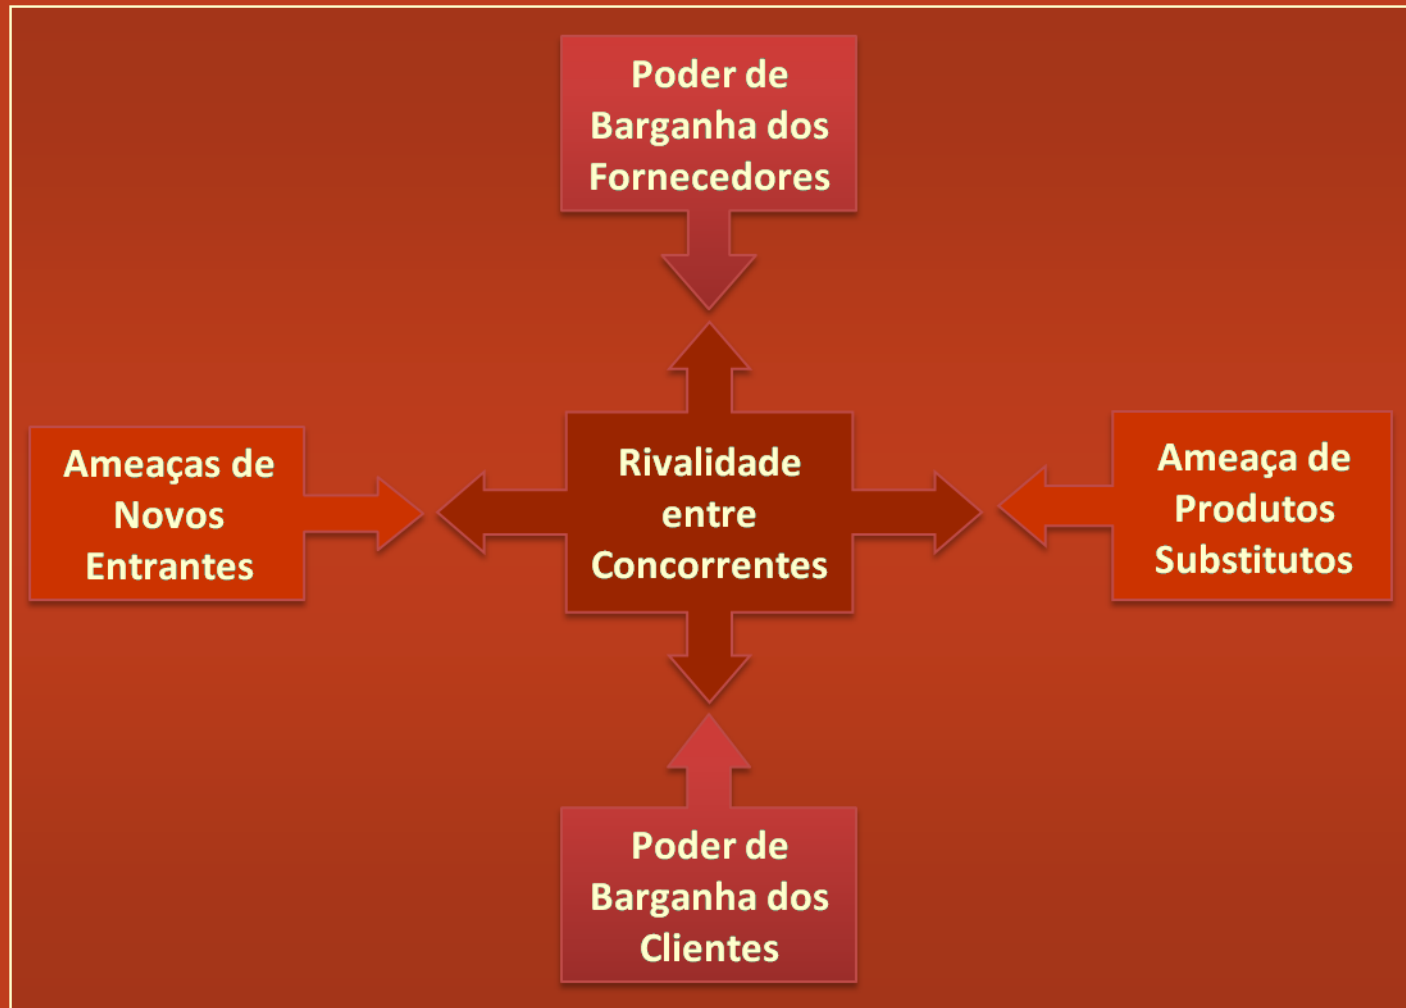 Poder de
Barganha dos
Fornecedores
Ameaças de
Novos
Entrantes
Rivalidade
entre
Concorrentes
Ameaça de
Produtos
Substitutos
Poder de
Barganha dos
Clientes